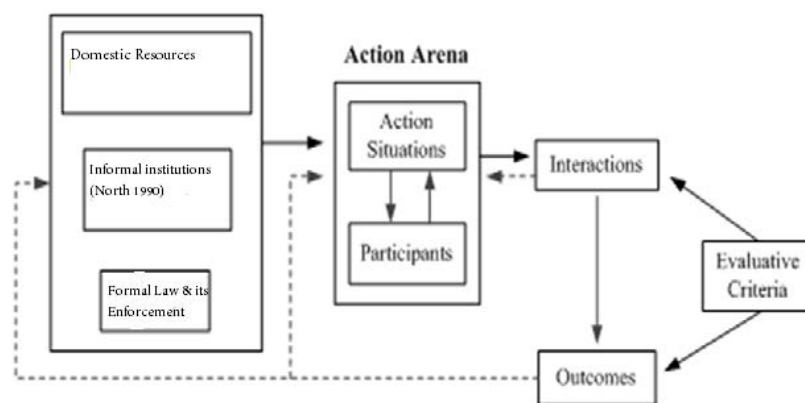 Domestic Resources
Informal institutions
(North 1990)
Formal Law & its
Enforcement
Action Arena
Action
Situations
Participants
Interactions
Outcomes
Evaluative
Criteria